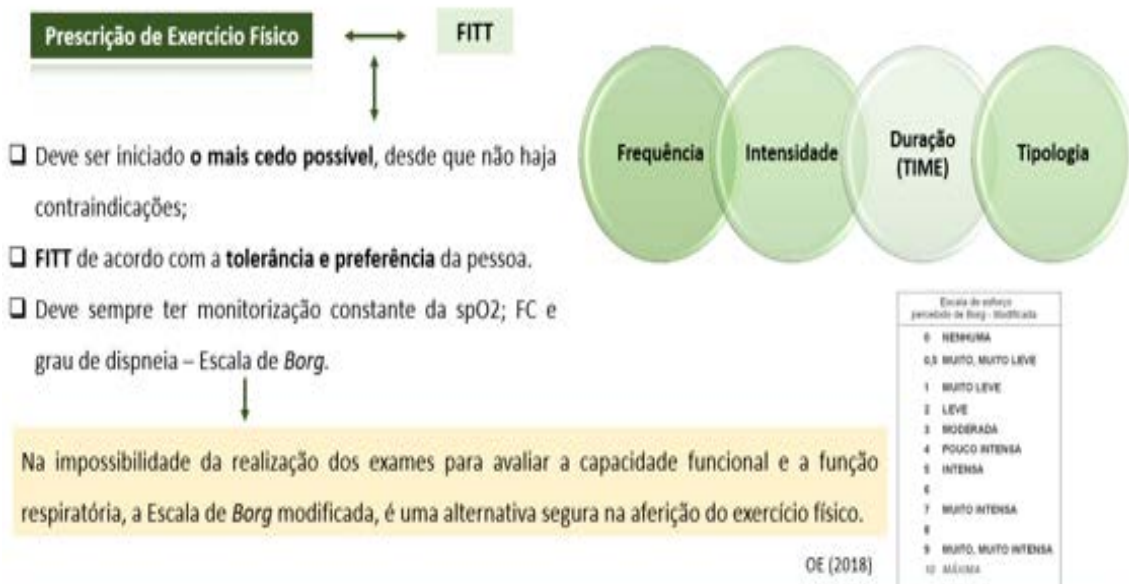 Prescrição de Exercício Físico
FITT
❑ Deve ser iniciado o mais cedo possível, desde que não haja
contraindicações;
❑ FITT de acordo com a tolerância e preferência da pessoa.
❑ Deve sempre ter monitorização constante da spO2; FC e
grau de dispneia – Escala de Borg.
Na impossibilidade da realização dos exames para avaliar a capacidade funcional e a função
respiratória, a Escala de Borg modificada, é uma alternativa segura na aferição do exercício físico.
OE (2018)
Frequência
Intensidade
Duração
(TIME)
Tipologia
Escala de esforço
percebido de Borg - Modificada
0 NENHUMA
0,5 MUITO, MUITO LEVE
1 MUITO LEVE
2 LEVE
3 MODERADA
4 POUCO INTENSA
5 INTENSA
6
7 MUITO INTENSA
8
9 MUITO, MUITO INTENSA
10 MÁXIMA